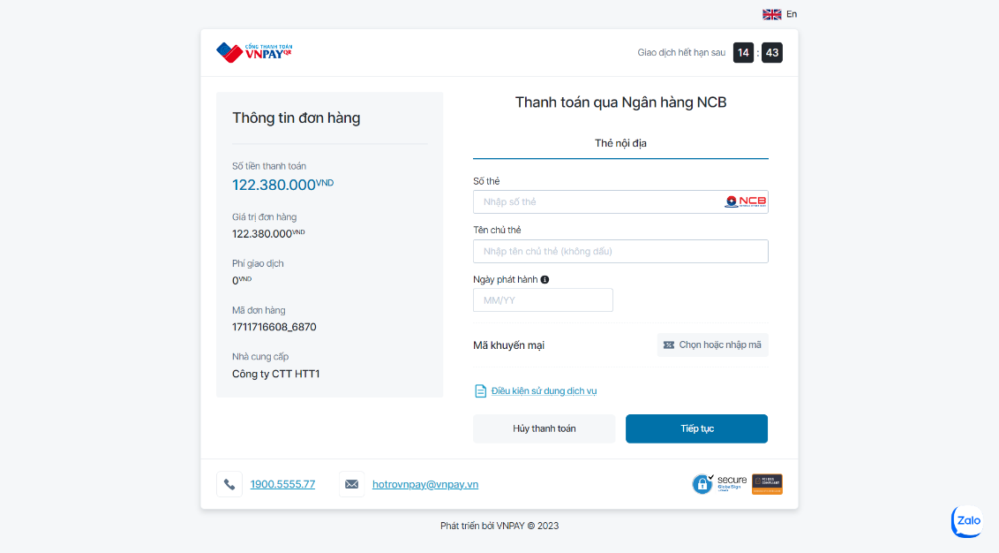 En
CỔNG THANH TOÁN
VNPAYQR
Giao dịch hết hạn sau 14 : 43
Thông tin đơn hàng
Số tiền thanh toán
122.380.000VND
Giá trị đơn hàng
122.380.000VND
Phí giao dịch
0VND
Mã đơn hàng
1711716608_6870
Nhà cung cấp
Công ty CTT HTT1
Thanh toán qua Ngân hàng NCB
Thẻ nội địa
Số thẻ
Nhập số thẻ
NCB
Tên chủ thẻ
Nhập tên chủ thẻ (không dấu)
Ngày phát hành
MM/YY
Mã khuyến mại
Chọn hoặc nhập mã
Điều kiện sử dụng dịch vụ
Hủy thanh toán
Tiếp tục
1900.5555.77
hotrovnpay@vnpay.vn
secure
GlobalSign
PCI DSS
COMPLIANT
Phát triển bởi VNPAY © 2023
Zalo